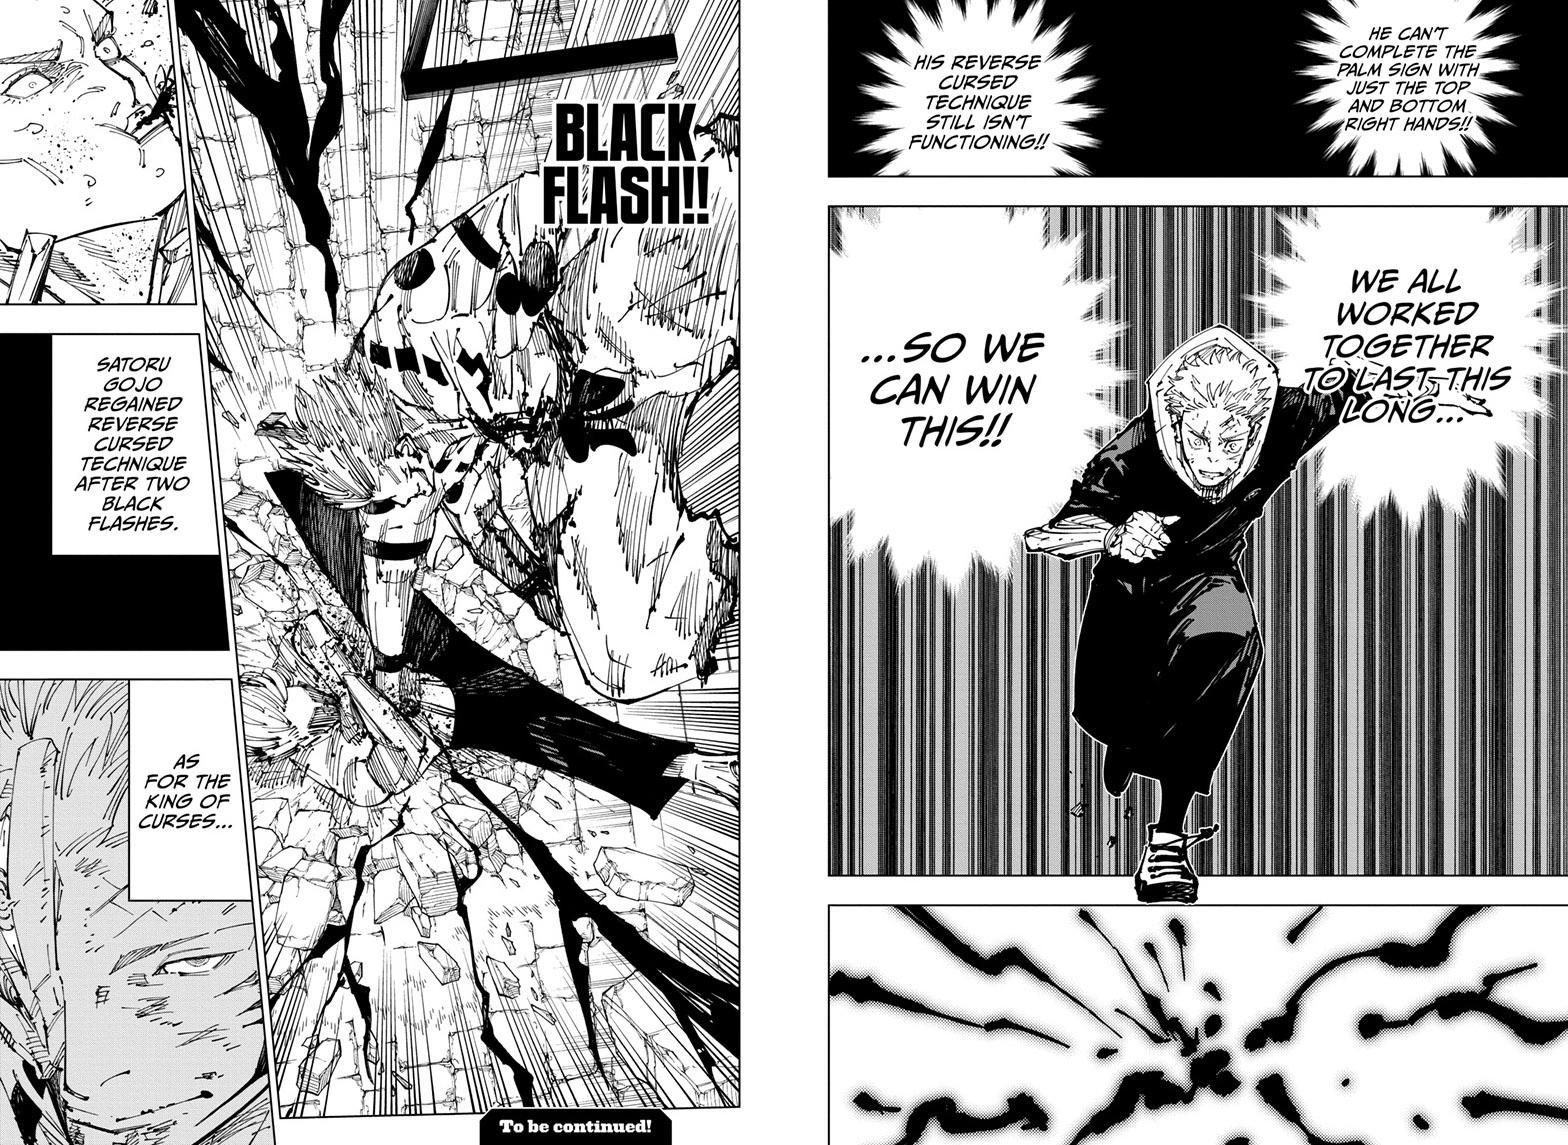 HE CAN'T
COMPLETE THE
PALM SIGN WITH
JUST THE TOP
AND BOTTOM
RIGHT HANDS!!
HIS REVERSE
CURSED
TECHNIQUE
STILL ISN'T
FUNCTIONING!!
WE ALL
WORKED
TOGETHER
TO LAST THIS
LONG...
...SO WE
CAN WIN
THIS!!
BLACK
FLASH!!
SATORU
GOJO
REGAINED
REVERSE
CURSED
TECHNIQUE
AFTER TWO
BLACK
FLASHES.
AS
FOR THE
KING OF
CURSES...
To be continued!